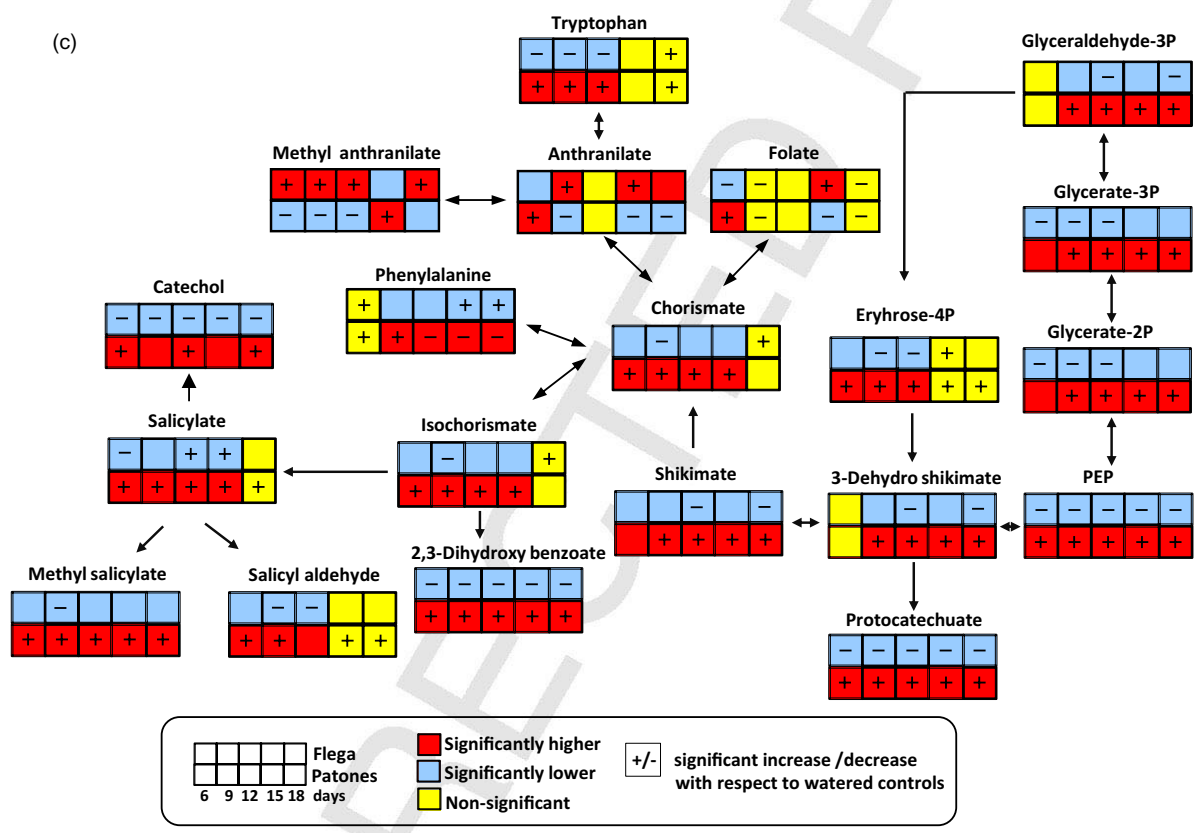 (c)
Tryptophan
− − − +
+ + + +
Glyceraldehyde-3P
− −
+ + + +
Methyl anthranilate
+ + + +
− − − +
Anthranilate
+ +
+ − − −
Folate
− − + −
+ − − −
Glycerate-3P
− − −
+ + + +
Phenylalanine
+ + +
+ + − − −
Catechol
− − − − −
+ + +
Chorismate
− +
+ + + +
Eryhrose-4P
− − +
+ + + + +
Glycerate-2P
− − −
+ + + +
Salicylate
− + +
+ + + + +
Isochorismate
− +
+ + + +
Shikimate
− −
+ + + +
3-Dehydro shikimate
− −
+ + + +
PEP
− − − − −
+ + + + +
Methyl salicylate
−
+ + + + +
Salicyl aldehyde
− −
+ + + +
2,3-Dihydroxy benzoate
− − − − −
+ + + + +
Protocatechuate
− − − − −
+ + + + +
Flega
Patones
6 9 12 15 18 days
Significantly higher
Significantly lower
Non-significant
+/- significant increase /decrease
with respect to watered controls